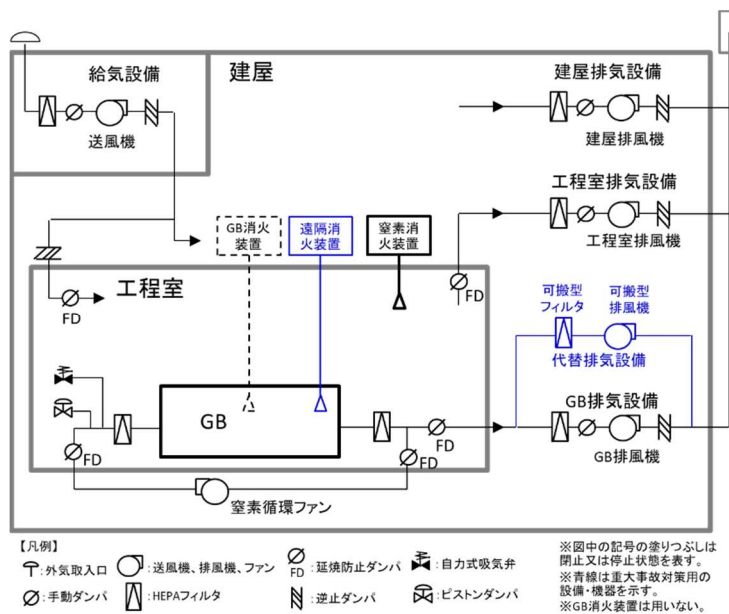 給気設備
建屋
送風機
建屋排気設備
建屋排風機
工程室排気設備
工程室排風機
GB消火
装置
遠隔消
火装置
窒素消
火装置
工程室
FD
FD
可搬型
フィルタ
可搬型
排風機
代替排気設備
GB
GB排気設備
GB排風機
FD
FD
FD
窒素循環ファン
【凡例】
:外気取入口
:送風機、排風機、ファン
FD
:延焼防止ダンパ
:自力式吸気弁
:手動ダンパ
:HEPAフィルタ
:逆止ダンパ
:ピストンダンパ
※図中の記号の塗りつぶしは
閉止又は停止状態を表す。
※青線は重大事故対策用の
設備・機器を示す。
※GB消火装置は用いない。